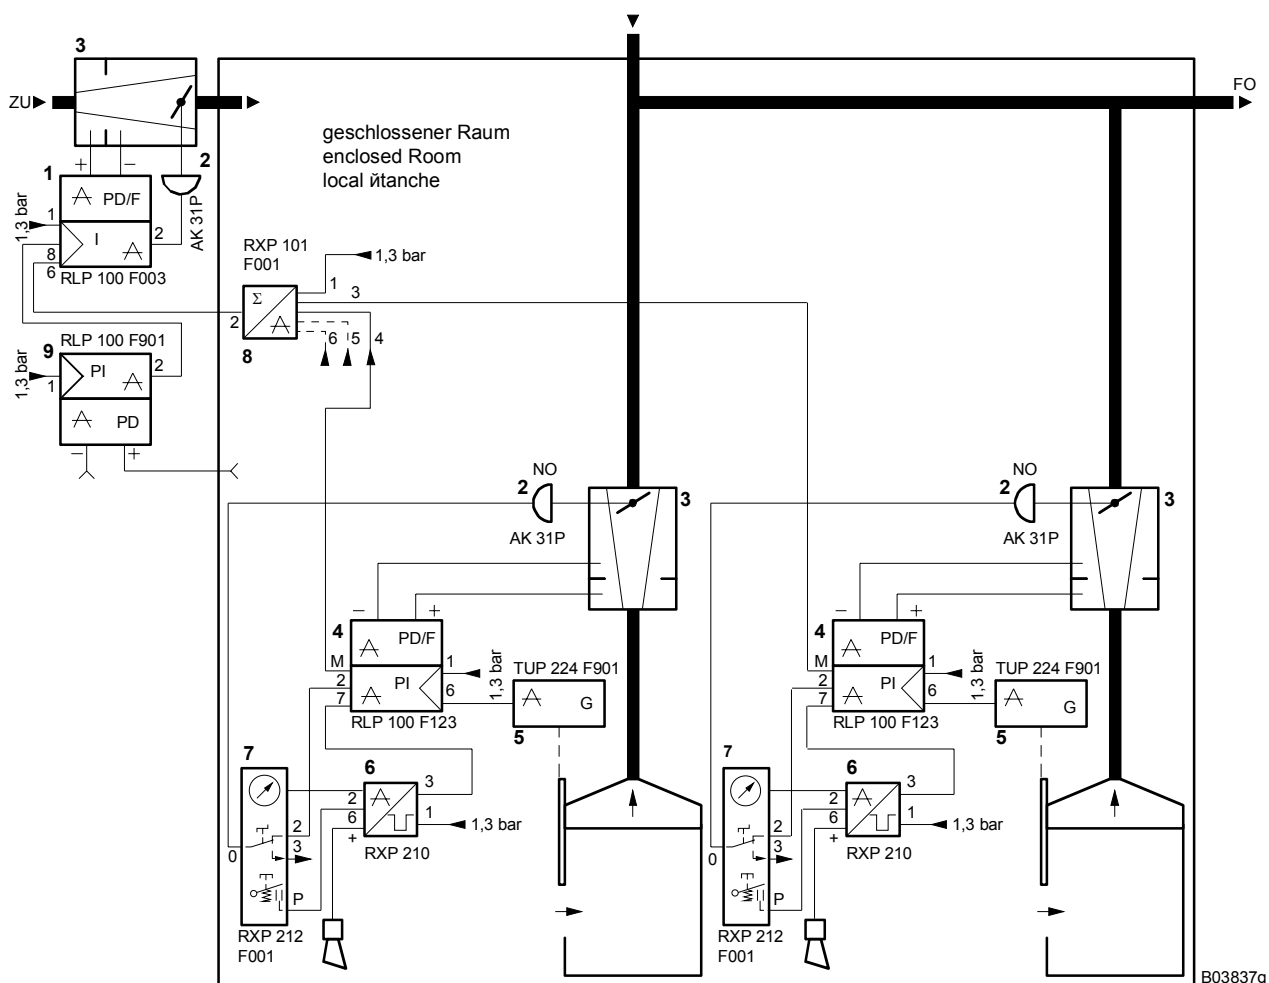 3
ZU
FO
geschlossener Raum
enclosed Room
local йtanche
+
–
2
1
PD/F
1,3 bar
1
I
2
AK 31P
8
6
RLP 100 F003
RXP 101
F001
1,3 bar
1
3
Σ
2
6
5
4
8
RLP 100 F901
9
PI
2
1,3 bar
1
PD
–
+
NO
2
3
AK 31P
NO
2
3
AK 31P
–
+
4
PD/F
M
1
2
PI
6
7
1,3 bar
RLP 100 F123
TUP 224 F901
G
5
–
+
4
PD/F
M
1
2
PI
6
7
1,3 bar
RLP 100 F123
TUP 224 F901
G
5
7
6
3
2
6
1
1,3 bar
+
RXP 210
2
0
3
P
RXP 212
F001
7
6
3
2
6
1
1,3 bar
+
RXP 210
2
0
3
P
RXP 212
F001
B03837g